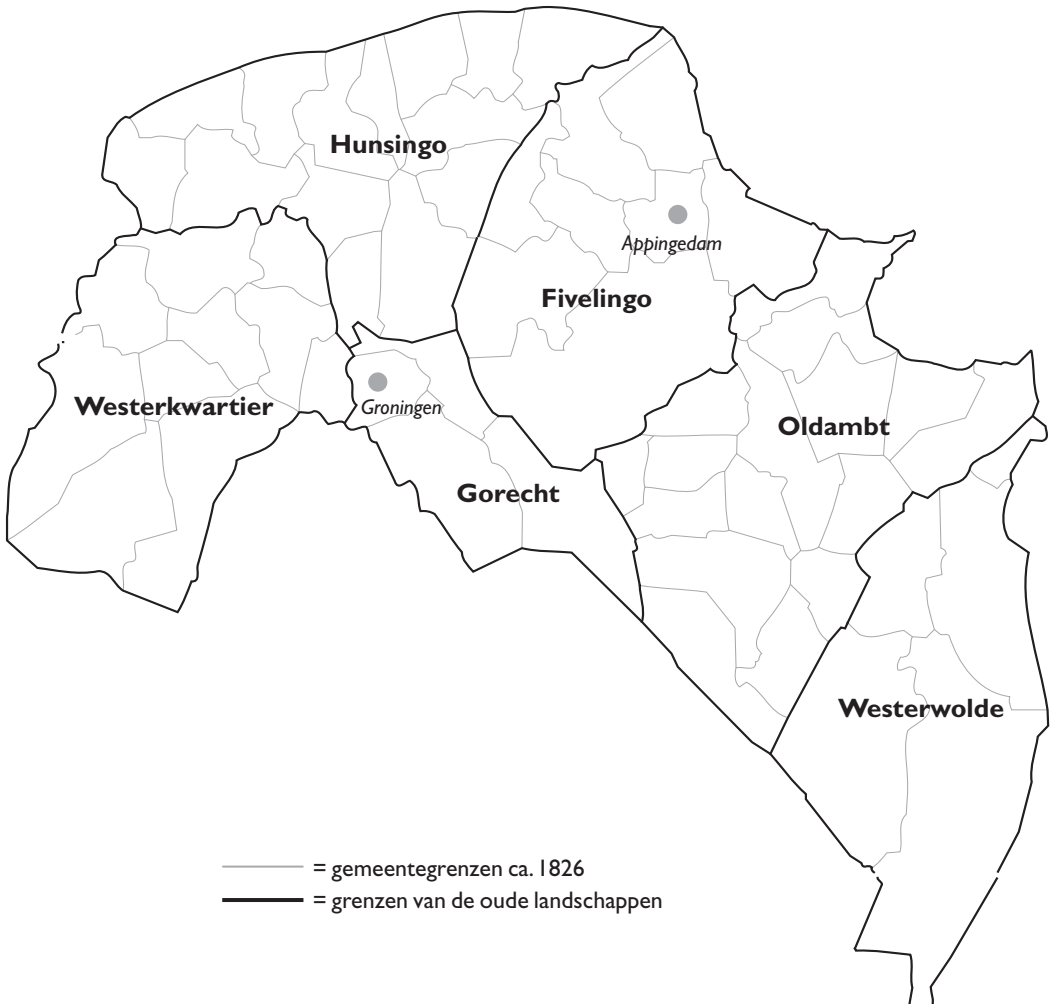 Hunsingo
Appingedam
Fivelingo
Westerkwartier
Groningen
Oldambt
Gorecht
Westerwolde
= gemeentegrenzen ca. 1826
= grenzen van de oude landschappen